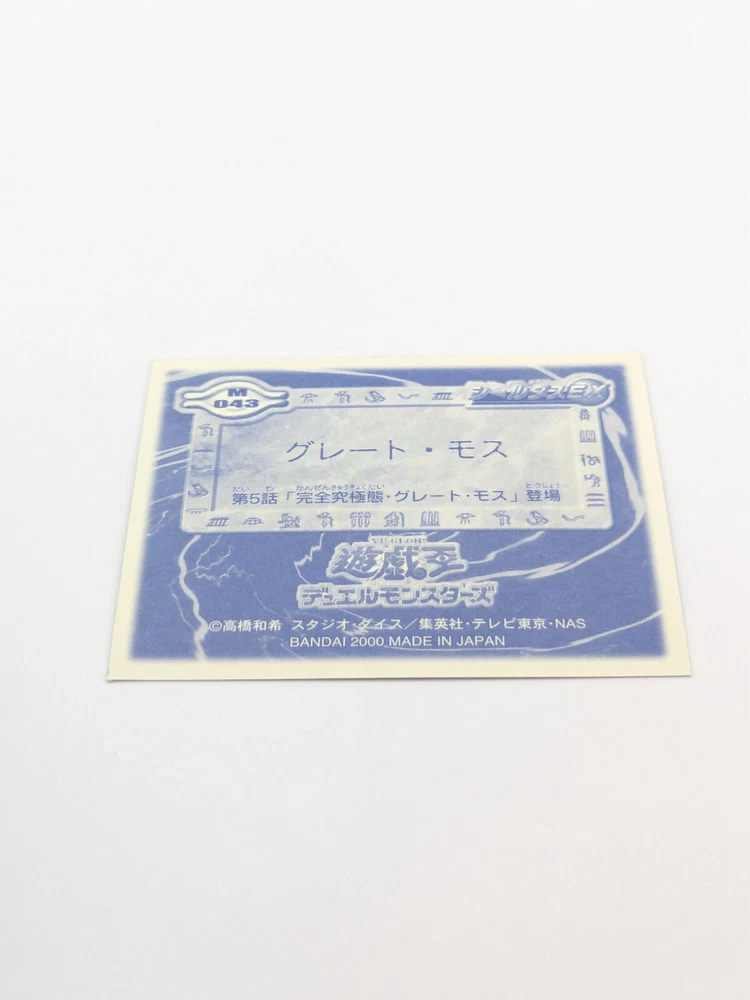 M
043
シールダスEX
グレート・モス
第5話「完全究極態・グレート・モス」登場
YU-GI-OH!
遊戯王
デュエルモンスターズ
©高橋和希 スタジオ・ダイス／集英社・テレビ東京・NAS
BANDAI 2000 MADE IN JAPAN